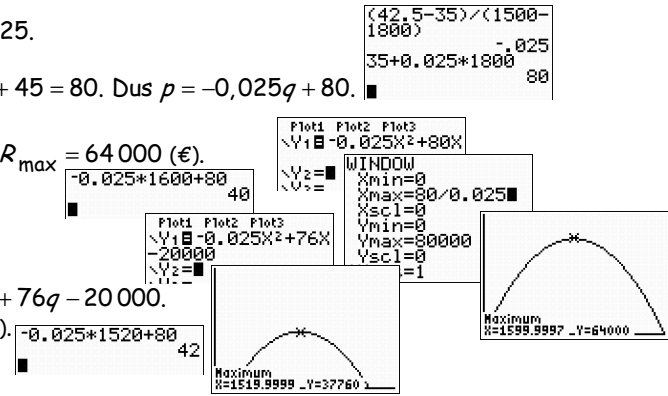 25.
(42.5-35)/(1500-
1800)
-.025
35+0.025*1800
80
+ 45 = 80. Dus p = −0,025q + 80.
R max = 64 000 (€).
Plot1 Plot2 Plot3
\Y1=-0.025X²+80X
\Y2=
-0.025*1600+80
40
WINDOW
Xmin=0
Xmax=80/0.025
Xscl=0
Ymin=0
Ymax=80000
Yscl=0
=1
Plot1 Plot2 Plot3
\Y1=-0.025X²+76X
-20000
\Y2=
Maximum
X=1599.9997 Y=64000
+ 76q − 20 000.
).
-0.025*1520+80
42
Maximum
X=1519.9999 Y=37760